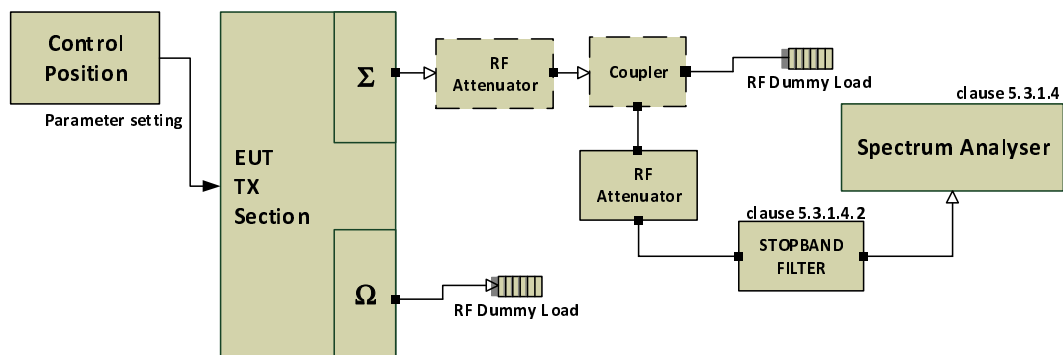 Control
Position
Parameter setting
EUT
TX
Section
Σ
Ω
RF
Attenuator
Coupler
RF Dummy Load
RF
Attenuator
clause 5.3.1.4
Spectrum Analyser
clause 5.3.1.4.2
STOPBAND
FILTER
RF Dummy Load